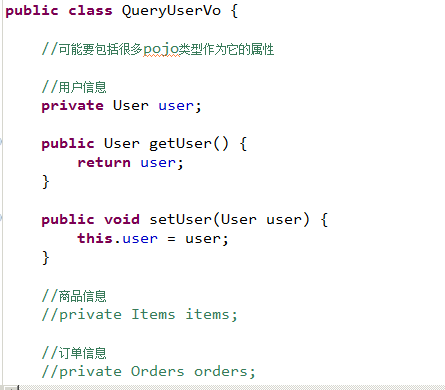 public class QueryUserVo {
//可能要包括很多pojo类型作为它的属性
//用户信息
private User user;
public User getUser() {
return user;
}
public void setUser(User user) {
this.user = user;
}
//商品信息
//private Items items;
//订单信息
//private Orders orders;